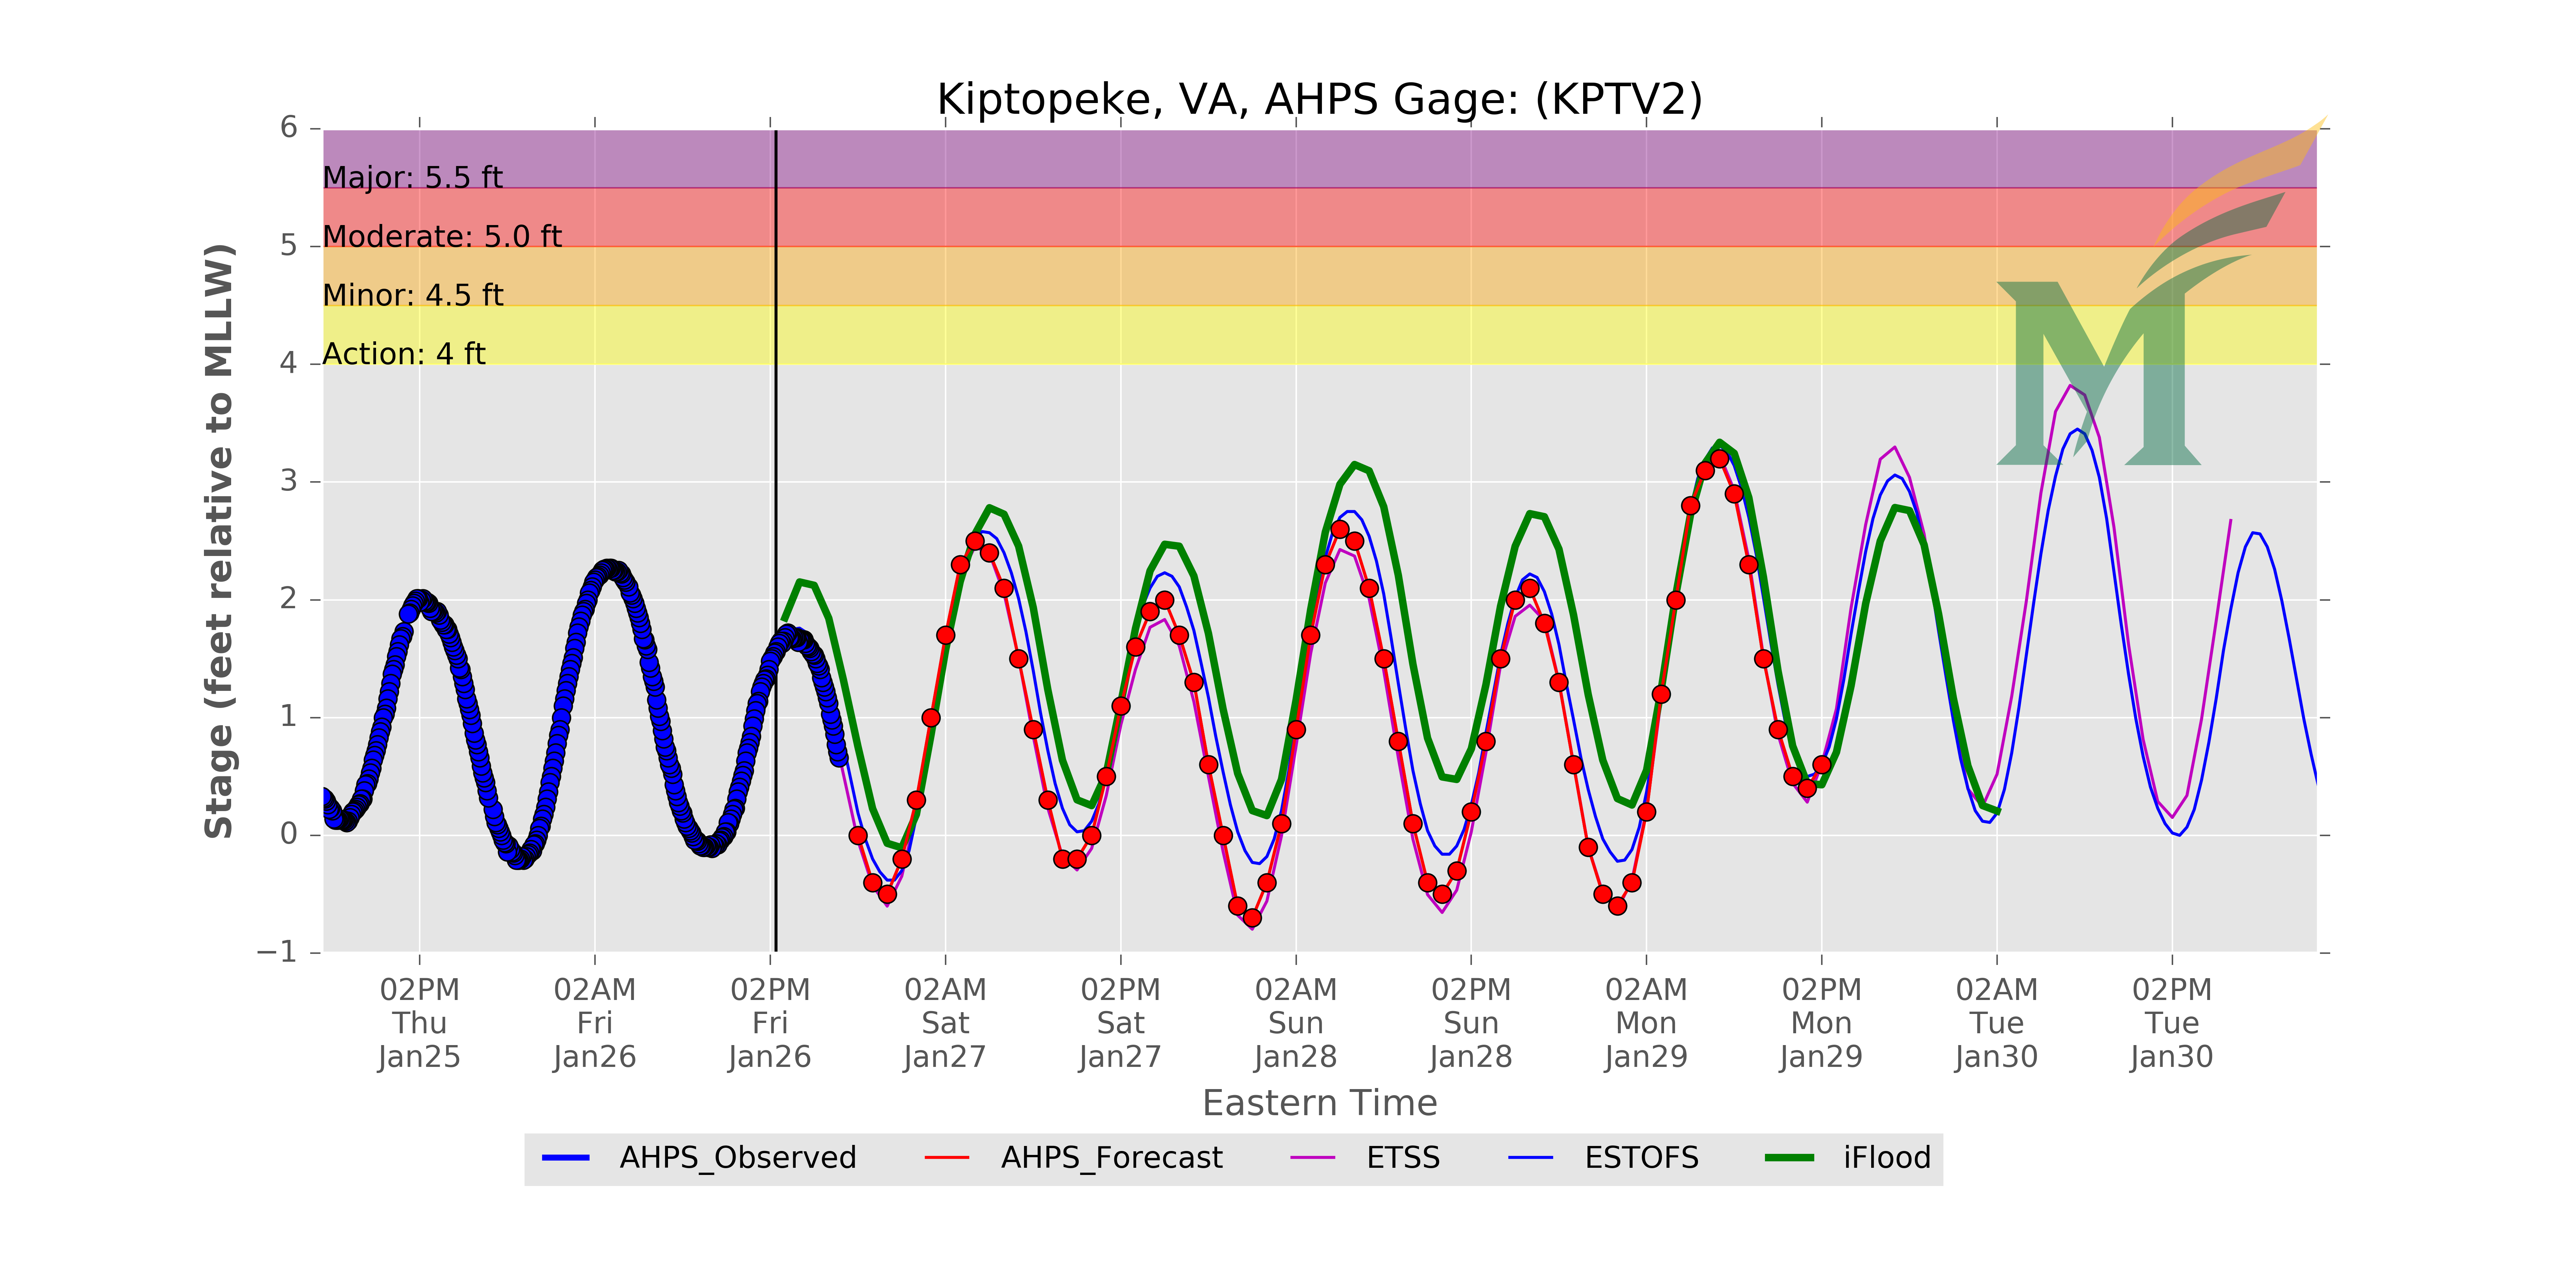 Kiptopeke, VA, AHPS Gage: (KPTV2)
Stage (feet relative to MLLW)
6
5
4
3
2
1
0
−1
Major: 5.5 ft
Moderate: 5.0 ft
Minor: 4.5 ft
Action: 4 ft
M
02PM Thu Jan25
02AM Fri Jan26
02PM Fri Jan26
02AM Sat Jan27
02PM Sat Jan27
02AM Sun Jan28
02PM Sun Jan28
02AM Mon Jan29
02PM Mon Jan29
02AM Tue Jan30
02PM Tue Jan30
Eastern Time
AHPS_Observed AHPS_Forecast ETSS ESTOFS iFlood